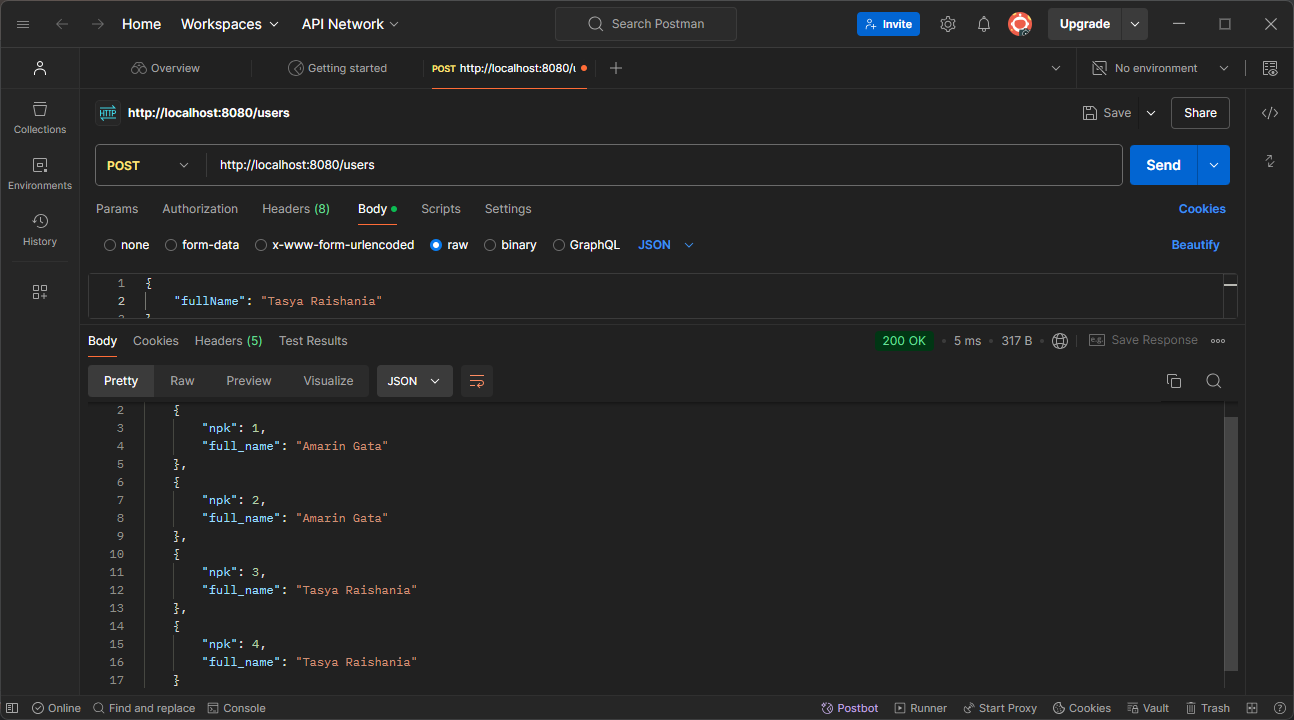 Home Workspaces API Network Search Postman Invite Upgrade
Overview Getting started POST http://localhost:8080/u No environment
HTTP http://localhost:8080/users Save Share
Collections
POST http://localhost:8080/users Send
Environments
Params Authorization Headers (8) Body Scripts Settings Cookies
History
none form-data x-www-form-urlencoded raw binary GraphQL JSON Beautify
1 {
2 "fullName": "Tasya Raishania"
Body Cookies Headers (5) Test Results 200 OK 5 ms 317 B e.g. Save Response
Pretty Raw Preview Visualize JSON
2 {
3 "npk": 1,
4 "full_name": "Amarin Gata"
5 },
6 {
7 "npk": 2,
8 "full_name": "Amarin Gata"
9 },
10 {
11 "npk": 3,
12 "full_name": "Tasya Raishania"
13 },
14 {
15 "npk": 4,
16 "full_name": "Tasya Raishania"
17 }
Online Find and replace Console Postbot Runner Start Proxy Cookies Vault Trash